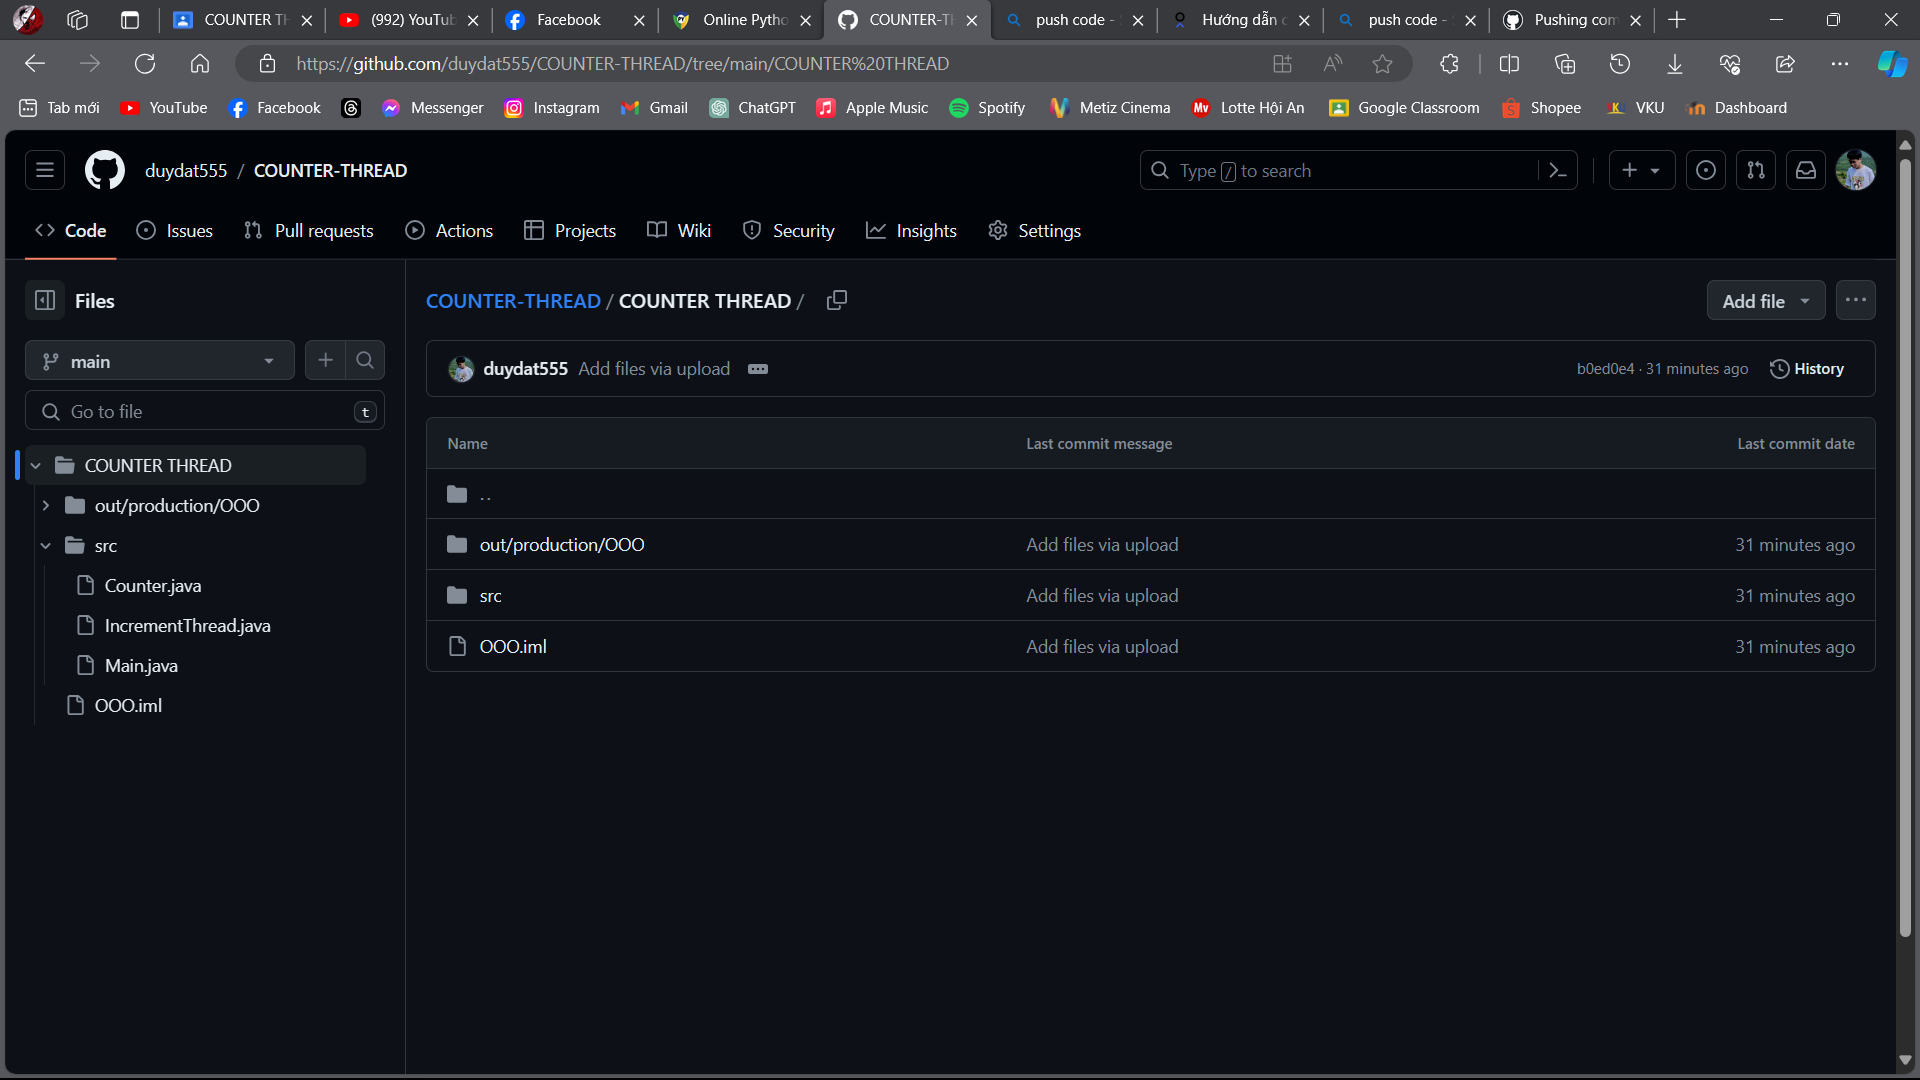 COUNTER TH
(992) YouTub
Facebook
Online Pytho
COUNTER-TH
push code -
Hướng dẫn c
push code -
Pushing com
https://github.com/duydat555/COUNTER-THREAD/tree/main/COUNTER%20THREAD
Tab mới
YouTube
Facebook
Messenger
Instagram
Gmail
ChatGPT
Apple Music
Spotify
Metiz Cinema
Mv
Lotte Hội An
Google Classroom
Shopee
VKU
Dashboard
duydat555 / COUNTER-THREAD
Type / to search
Code
Issues
Pull requests
Actions
Projects
Wiki
Security
Insights
Settings
Files
COUNTER-THREAD / COUNTER THREAD /
Add file
main
duydat555 Add files via upload
b0ed0e4 · 31 minutes ago
History
Go to file
t
Name
Last commit message
Last commit date
COUNTER THREAD
..
out/production/OOO
out/production/OOO
Add files via upload
31 minutes ago
src
src
Add files via upload
31 minutes ago
Counter.java
IncrementThread.java
OOO.iml
Add files via upload
31 minutes ago
Main.java
OOO.iml